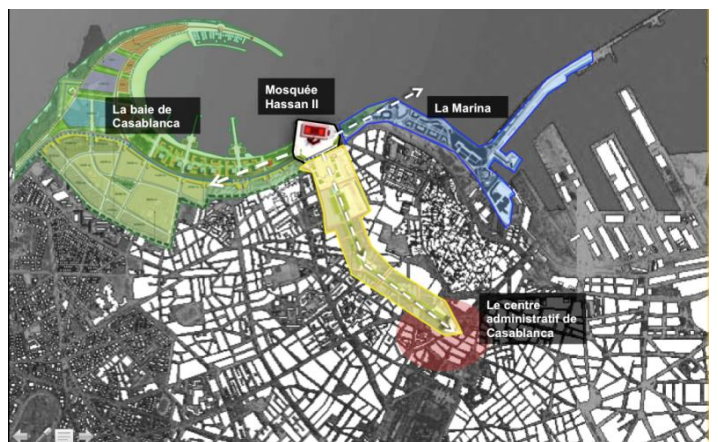 Mosquée
Hassan II
La baie de
Casablanca
La Marina
Le centre
administratif de
Casablanca